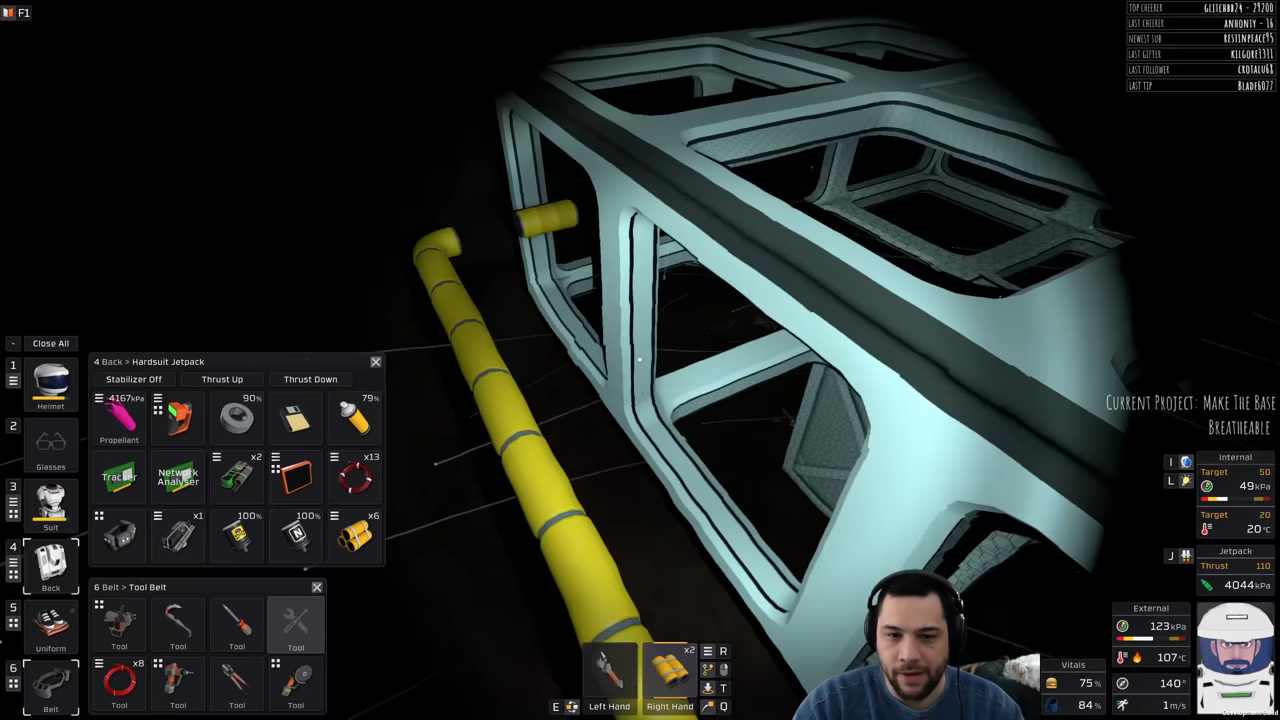 F1
TOP CHEERER GLITCHBB24 - 29200
LAST CHEERER ANHONTY - 16
NEWEST SUB RESTINPEACE95
LAST GIFTER KILGORE1311
LAST FOLLOWER CROTALU68
LAST TIP BLADE6077
- Close All
1 Helmet
2 Glasses
3 Suit
4 Back
5 Uniform
6 Belt
4 Back > Hardsuit Jetpack
Stabilizer Off Thrust Up Thrust Down
4167kPa 90% 79%
Propellant
Tracker Network Analyser x2 x13
x1 100% 100% N x6
6 Belt > Tool Belt
Tool Tool Tool Tool
x8
Tool Tool Tool Tool
x2 R
T
E Left Hand Right Hand Q
CURRENT PROJECT: MAKE THE BASE
BREATHEABLE
I L
Internal
Target 50
49kPa
Target 20
20°C
J
Jetpack
Thrust 110
4044kPa
External
123kPa
107°C
140°
1m/s
Vitals
75%
84%